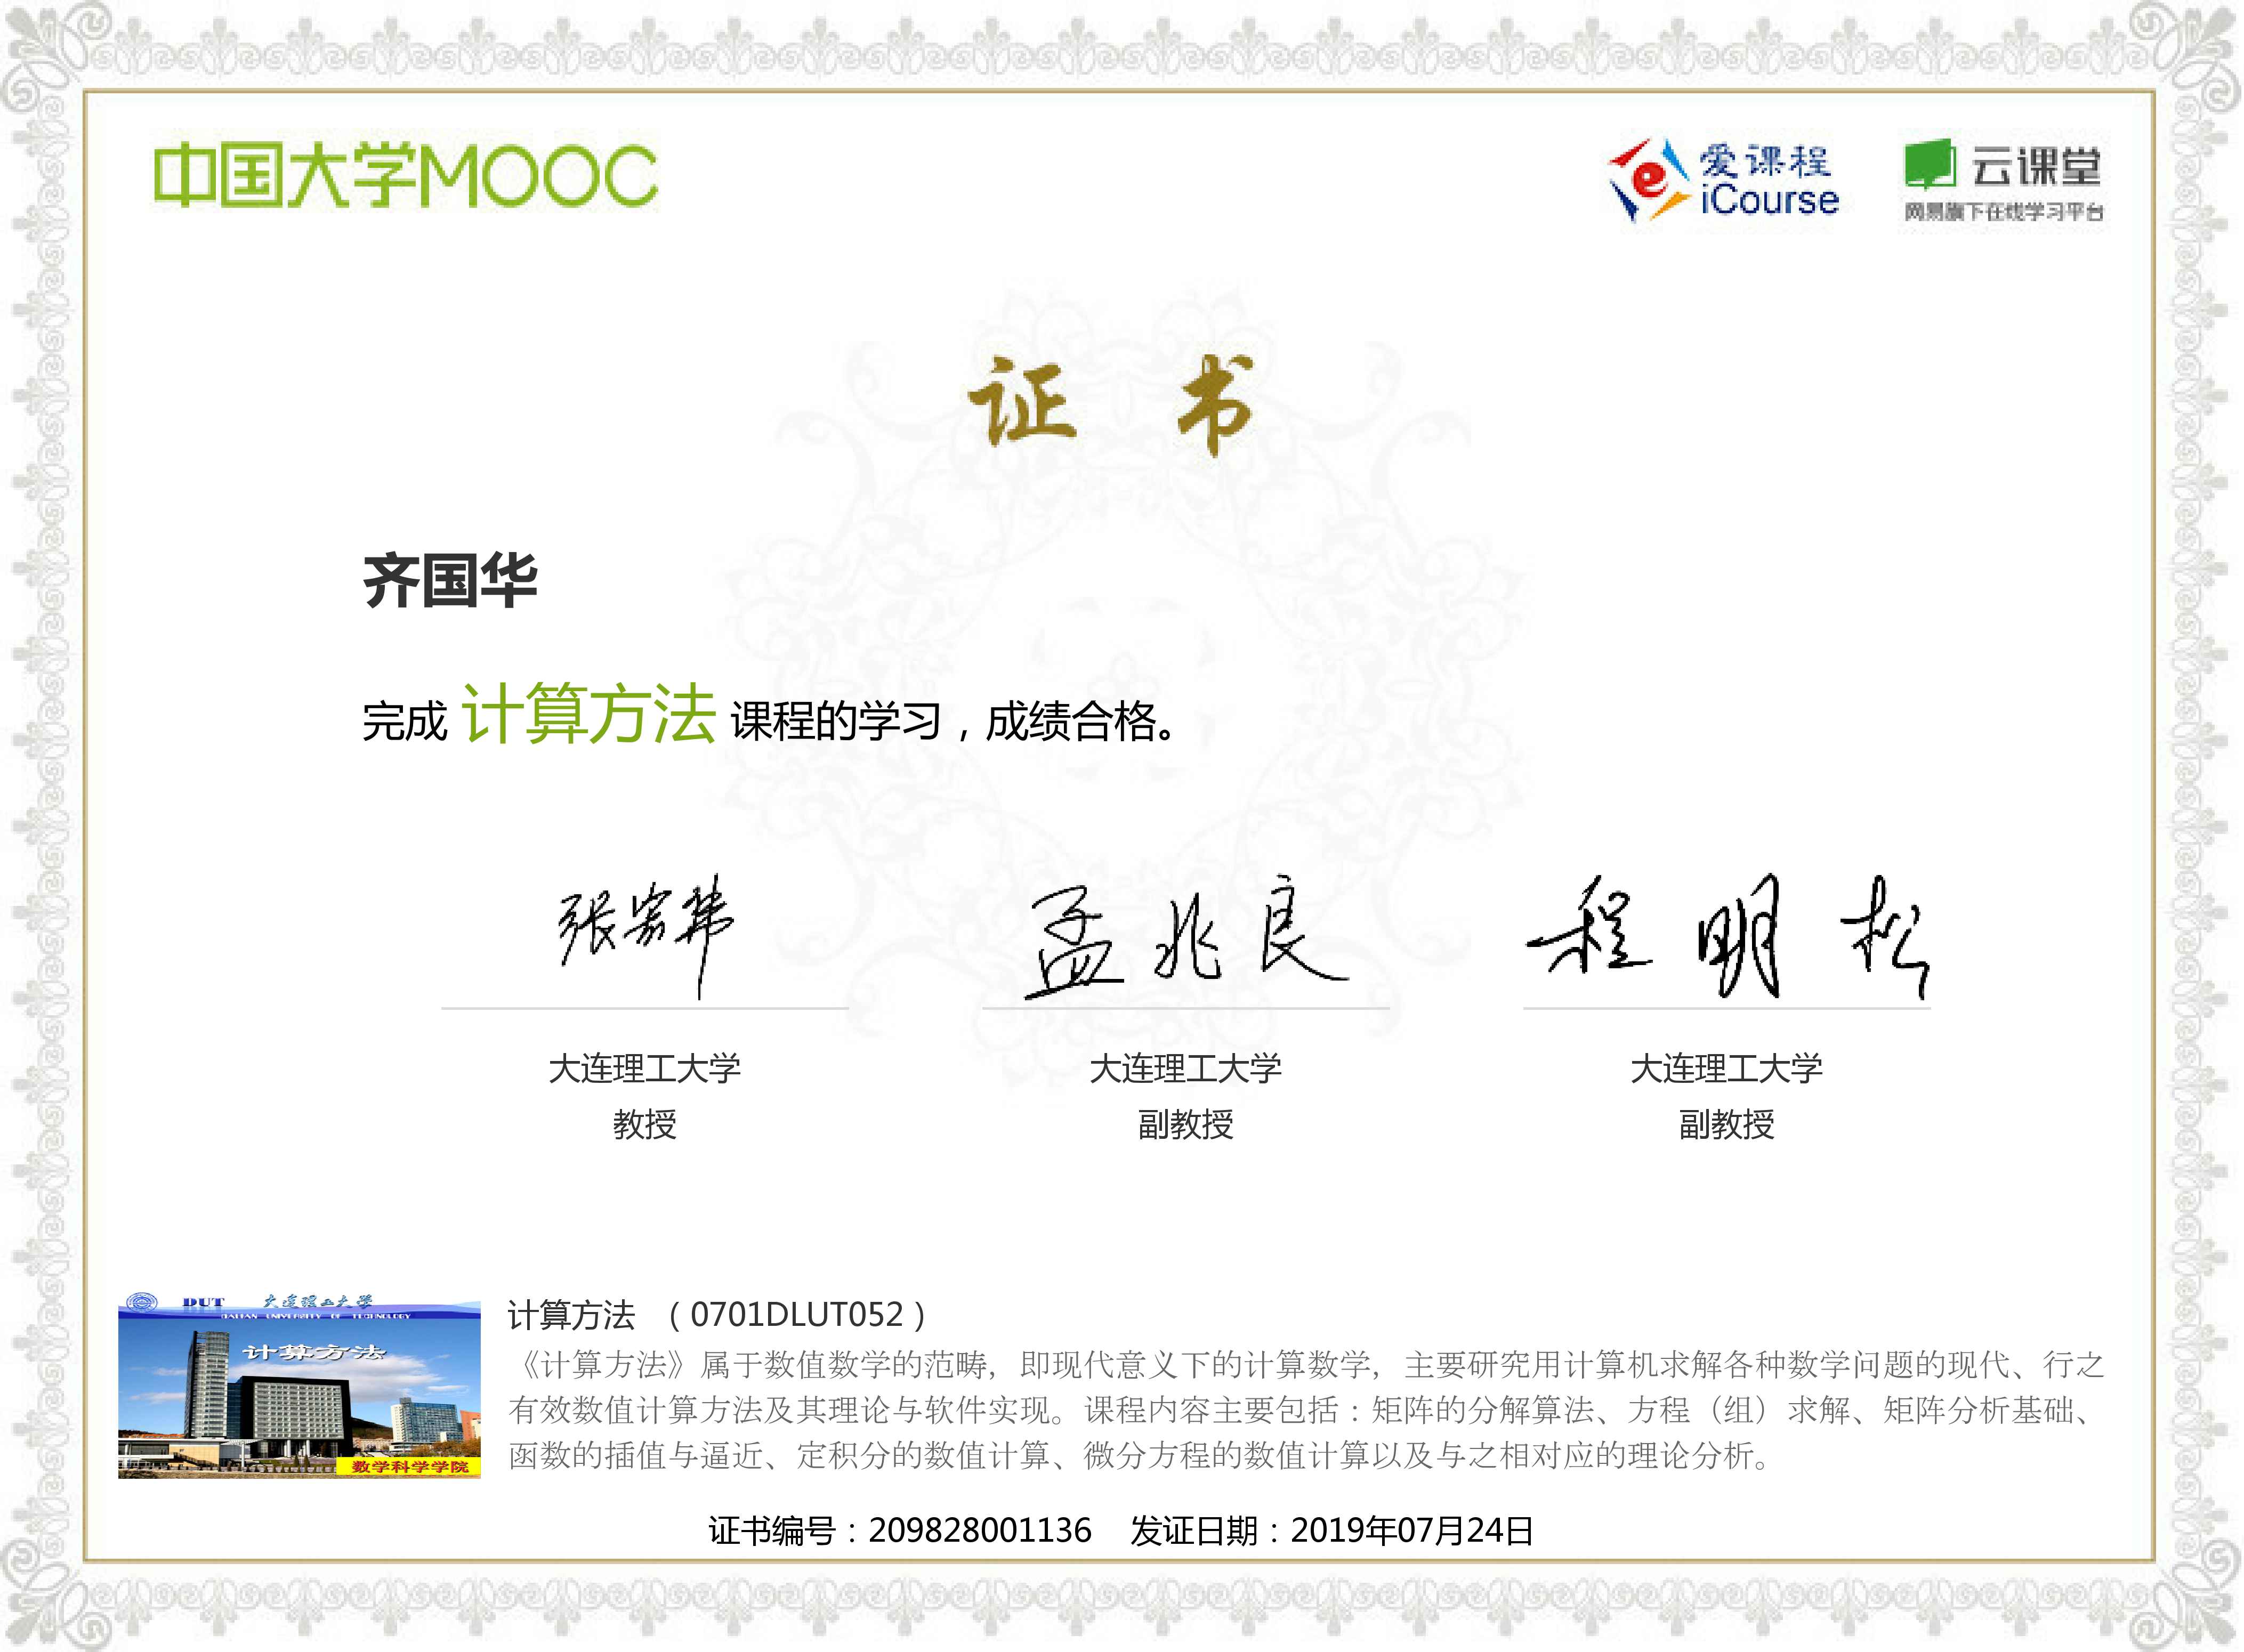 中国大学MOOC
爱课程
iCourse
云课堂
网易旗下在线学习平台
证 书
齐国华
完成 计算方法 课程的学习，成绩合格。
孟兆良
程明松
大连理工大学
教授
大连理工大学
副教授
大连理工大学
副教授
DUT 大连理工大学
DALIAN UNIVERSITY OF TECHNOLOGY
计算方法
数学科学学院
计算方法 （0701DLUT052）
《计算方法》属于数值数学的范畴，即现代意义下的计算数学，主要研究用计算机求解各种数学问题的现代、行之
有效数值计算方法及其理论与软件实现。课程内容主要包括：矩阵的分解算法、方程（组）求解、矩阵分析基础、
函数的插值与逼近、定积分的数值计算、微分方程的数值计算以及与之相对应的理论分析。
证书编号：209828001136 发证日期：2019年07月24日